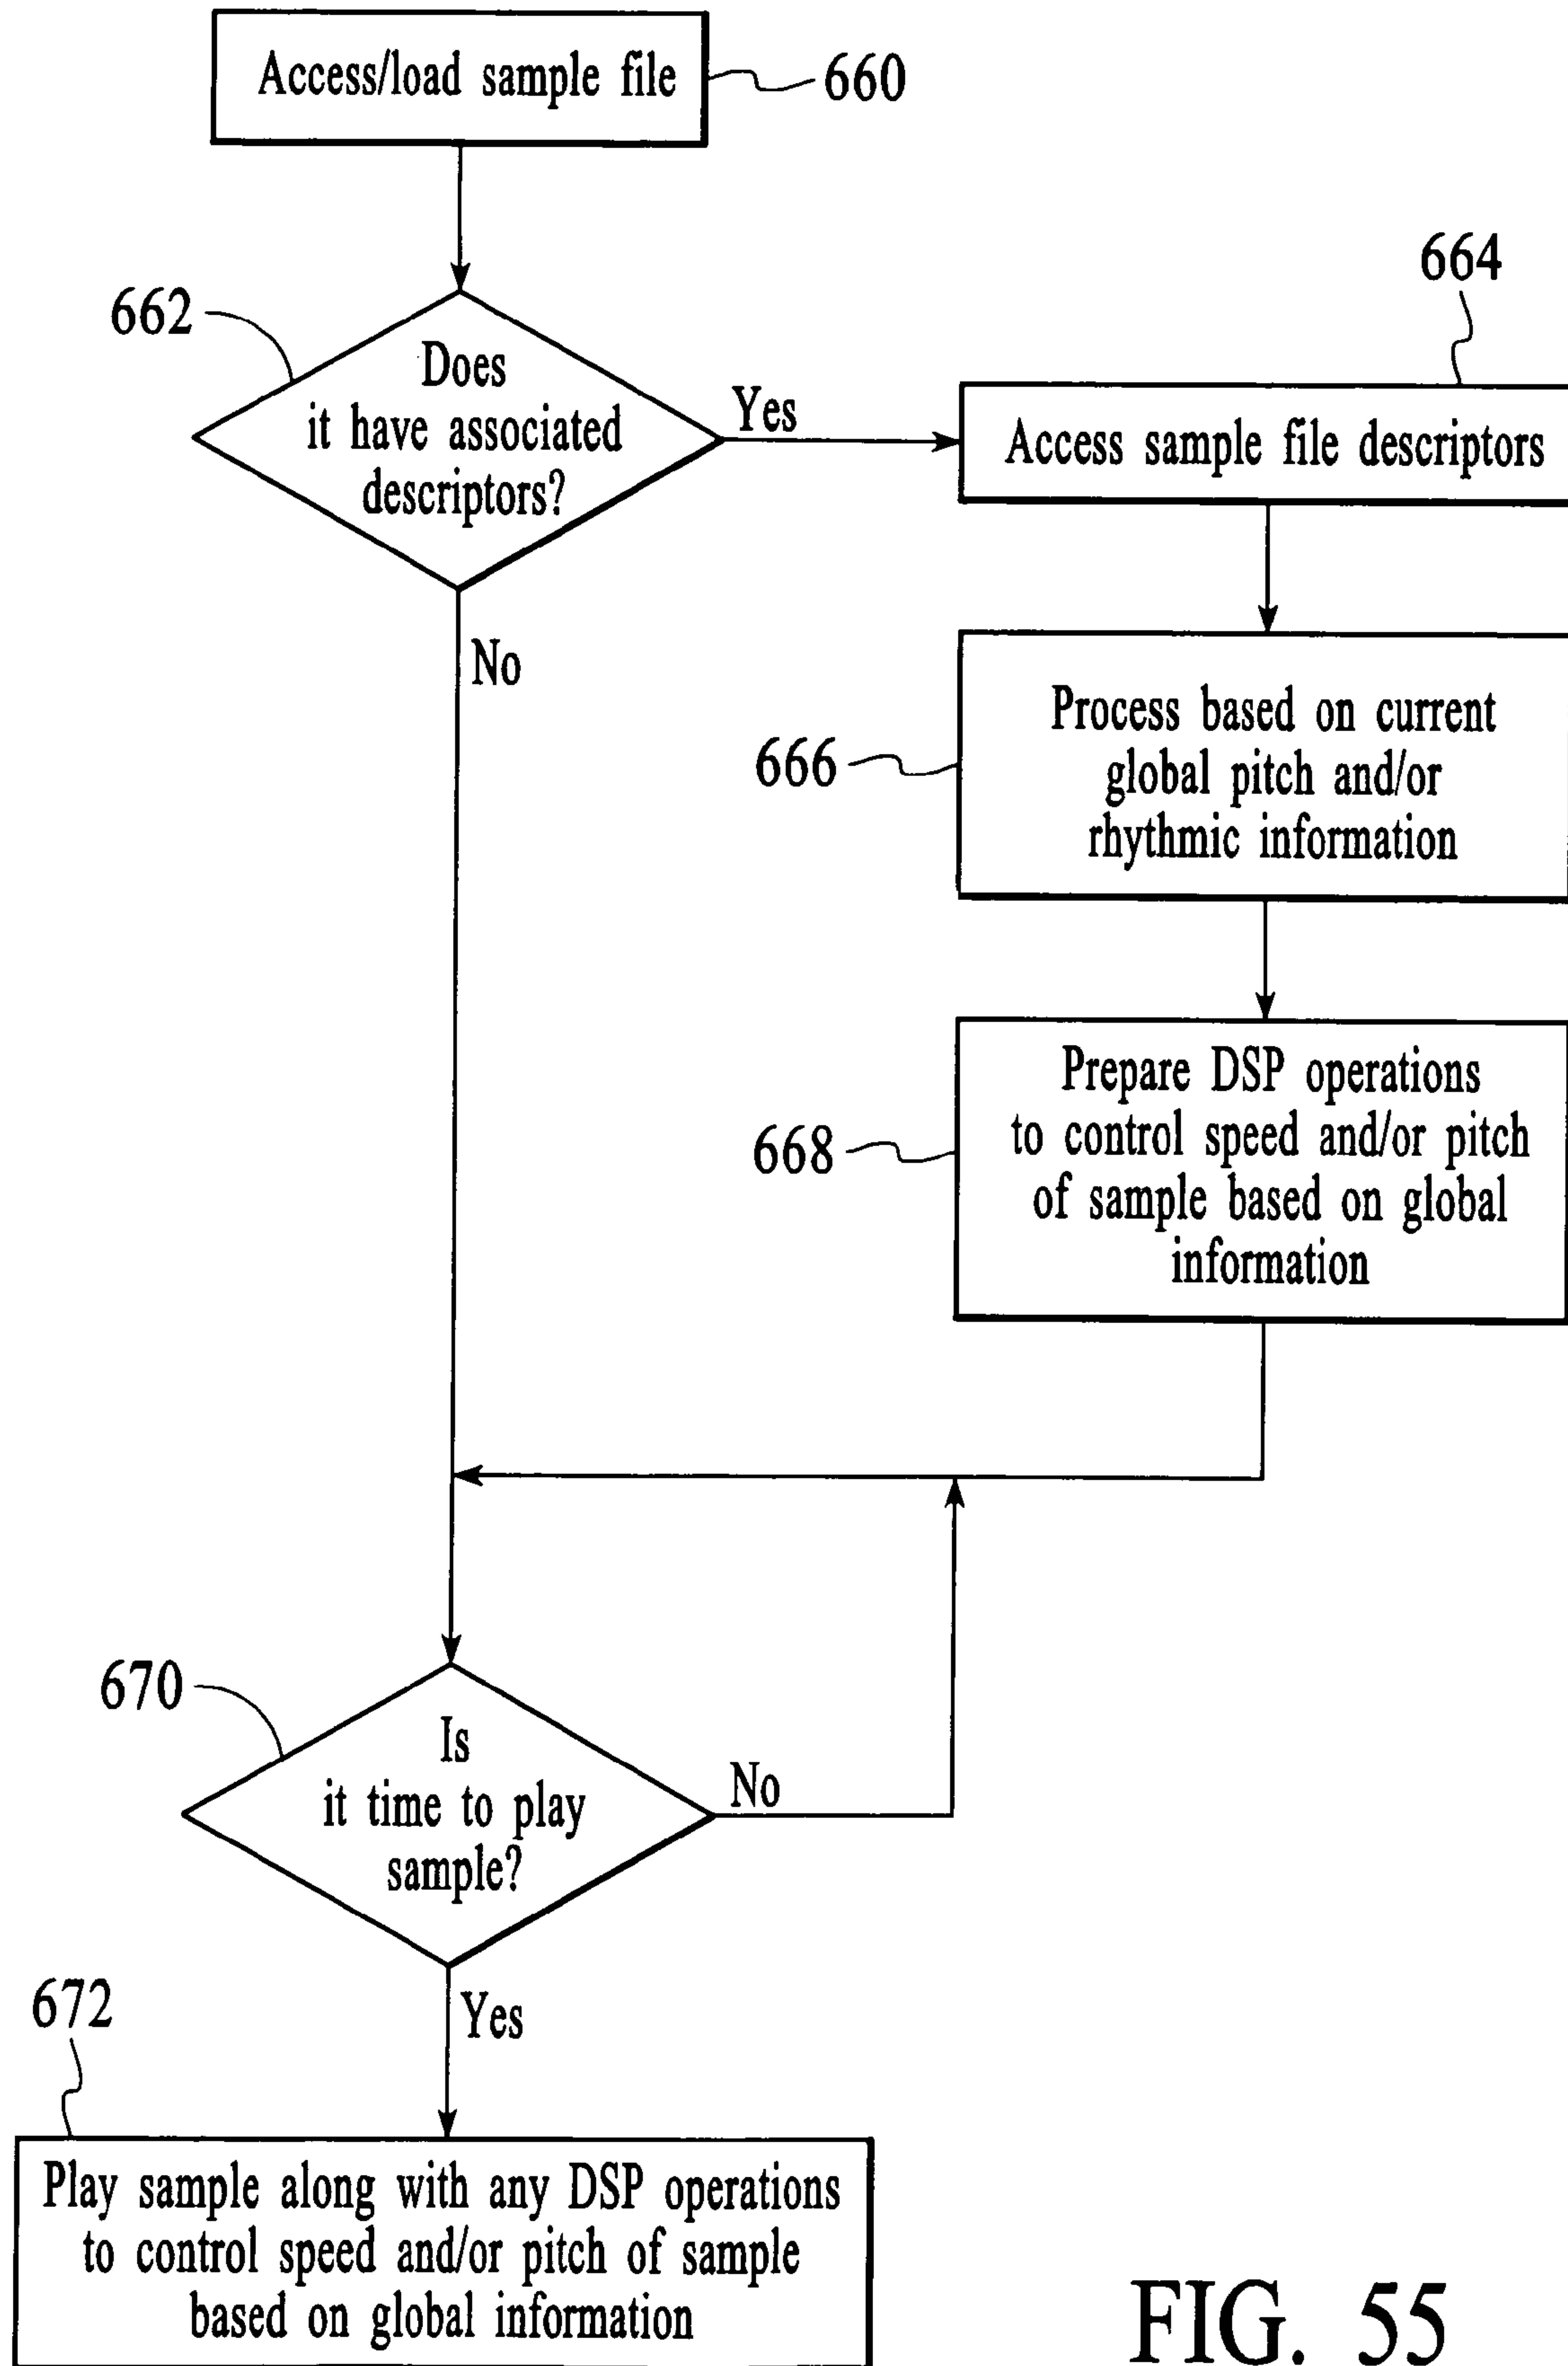 Access/load sample file
660
662
Does
it have associated
descriptors?
Yes
No
664
Access sample file descriptors
666
Process based on current
global pitch and/or
rhythmic information
668
Prepare DSP operations
to control speed and/or pitch
of sample based on global
information
670
Is
it time to play
sample?
No
Yes
672
Play sample along with any DSP operations
to control speed and/or pitch of sample
based on global information
FIG. 55